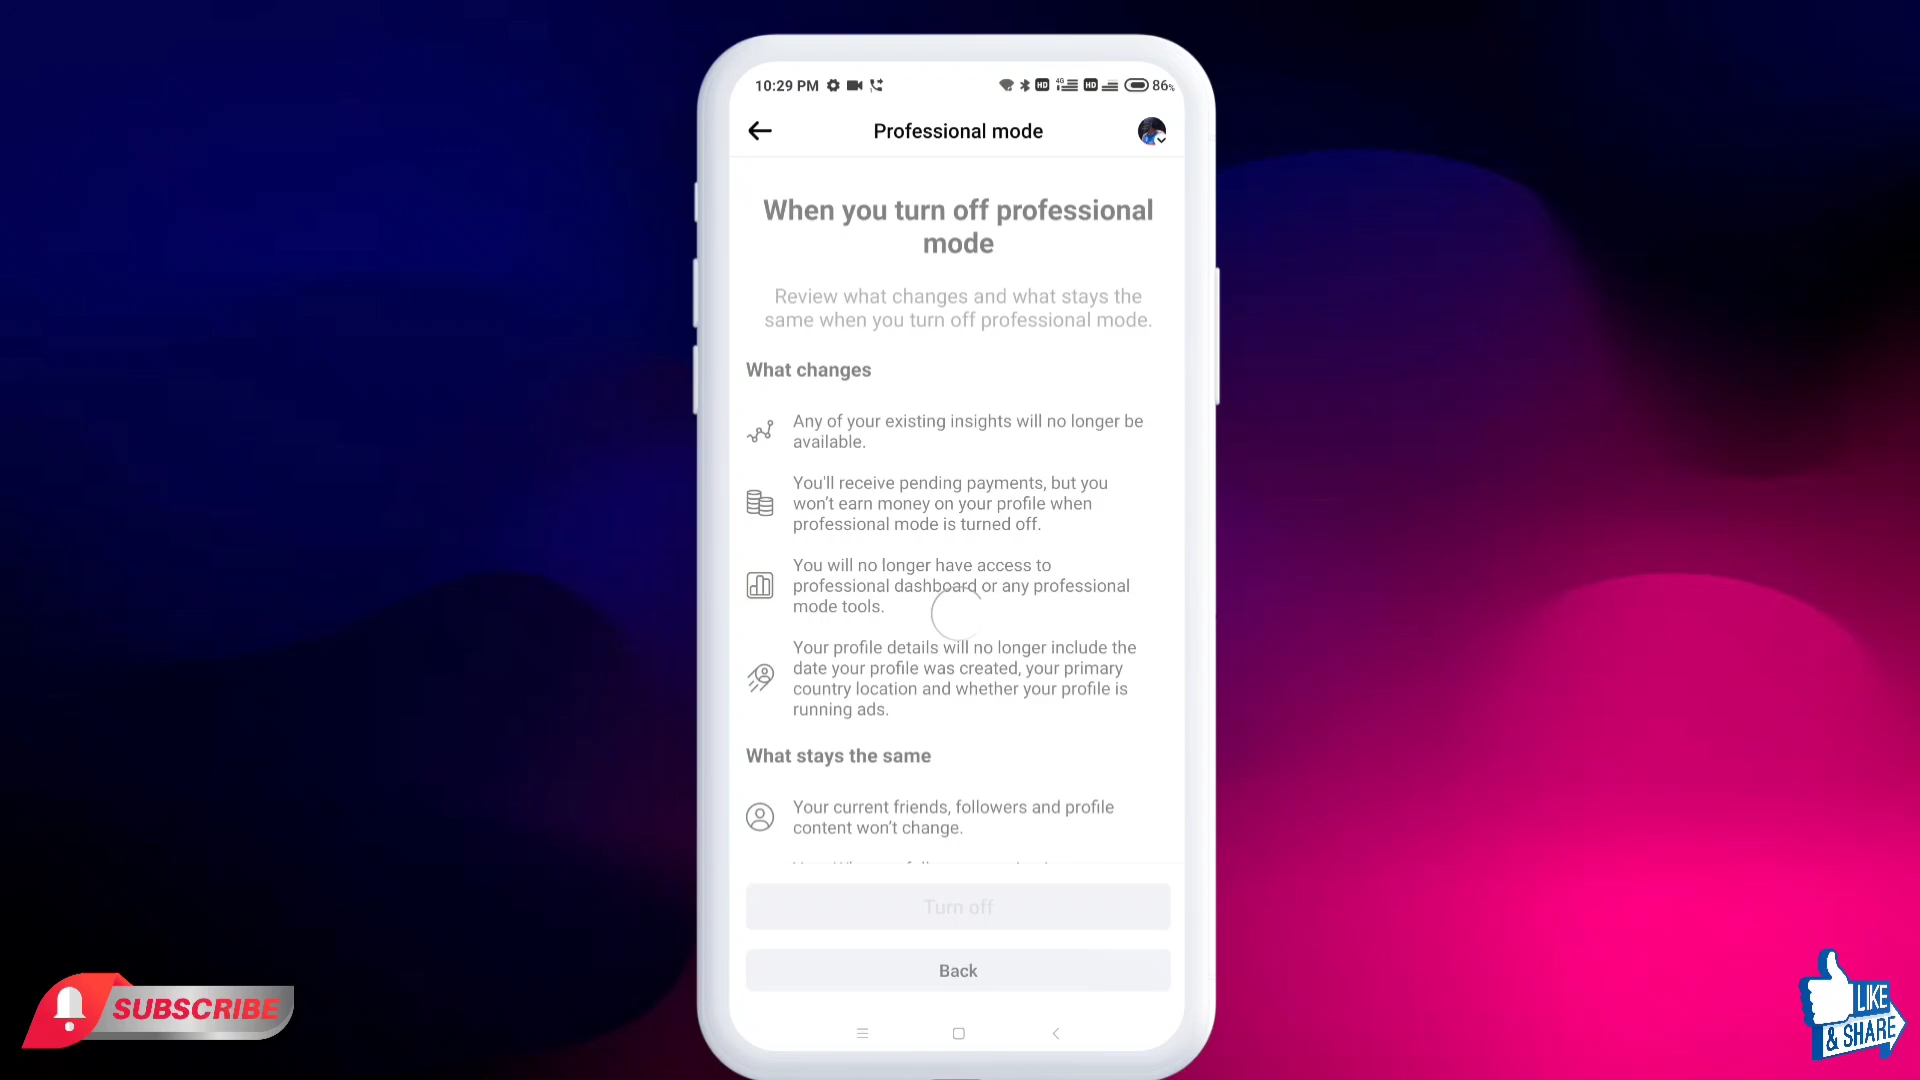 10:29 PM
HD 4G HD 86%
Professional mode
When you turn off professional
mode
Review what changes and what stays the
same when you turn off professional mode.
What changes
Any of your existing insights will no longer be
available.
You'll receive pending payments, but you
won't earn money on your profile when
professional mode is turned off.
You will no longer have access to
professional dashboard or any professional
mode tools.
Your profile details will no longer include the
date your profile was created, your primary
country location and whether your profile is
running ads.
What stays the same
Your current friends, followers and profile
content won't change.
Turn off
Back
SUBSCRIBE
LIKE
& SHARE